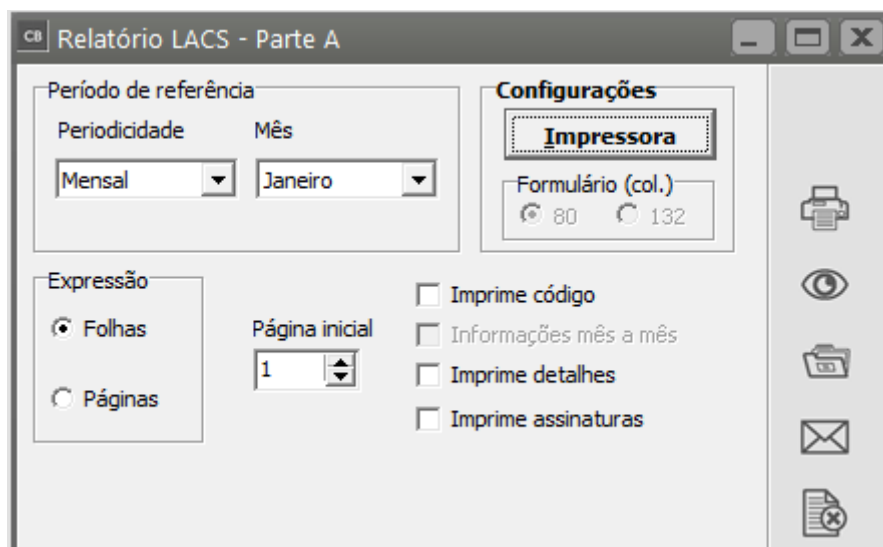 CB Relatório LACS - Parte A
Período de referência
Periodicidade Mês
Mensal Janeiro
Configurações
Impressora
Formulário (col.)
80 132
Expressão
Folhas
Páginas
Página inicial
1
Imprime código
Informações mês a mês
Imprime detalhes
Imprime assinaturas